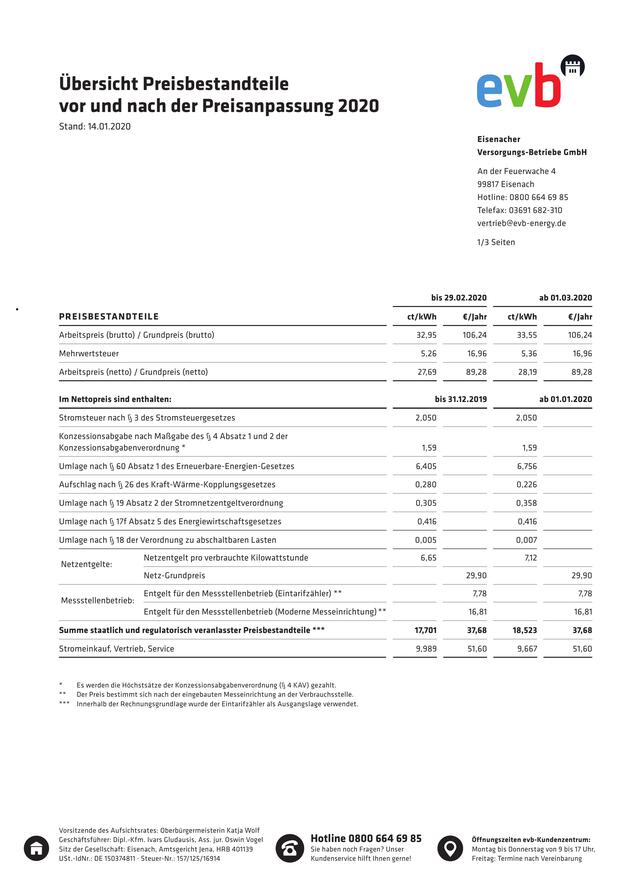 Übersicht Preisbestandteile
vor und nach der Preisanpassung 2020
Stand: 14.01.2020
evb
Eisenacher
Versorgungs-Betriebe GmbH
An der Feuerwache 4
99817 Eisenach
Hotline: 0800 664 69 85
Telefax: 03691 682-310
vertrieb@evb-energy.de
1/3 Seiten
bis 29.02.2020 ab 01.03.2020
PREISBESTANDTEILE ct/kWh €/Jahr ct/kWh €/Jahr
Arbeitspreis (brutto) / Grundpreis (brutto) 32,95 106,24 33,55 106,24
Mehrwertsteuer 5,26 16,96 5,36 16,96
Arbeitspreis (netto) / Grundpreis (netto) 27,69 89,28 28,19 89,28
Im Nettopreis sind enthalten: bis 31.12.2019 ab 01.01.2020
Stromsteuer nach § 3 des Stromsteuergesetzes 2,050 2,050
Konzessionsabgabe nach Maßgabe des § 4 Absatz 1 und 2 der
Konzessionsabgabenverordnung * 1,59 1,59
Umlage nach § 60 Absatz 1 des Erneuerbare-Energien-Gesetzes 6,405 6,756
Aufschlag nach § 26 des Kraft-Wärme-Kopplungsgesetzes 0,280 0,226
Umlage nach § 19 Absatz 2 der Stromnetzentgeltverordnung 0,305 0,358
Umlage nach § 17f Absatz 5 des Energiewirtschaftsgesetzes 0,416 0,416
Umlage nach § 18 der Verordnung zu abschaltbaren Lasten 0,005 0,007
Netzentgelte: Netzentgelt pro verbrauchte Kilowattstunde 6,65 7,12
Netz-Grundpreis 29,90 29,90
Messstellenbetrieb: Entgelt für den Messstellenbetrieb (Eintarifzähler) ** 7,78 7,78
Entgelt für den Messstellenbetrieb (Moderne Messeinrichtung) ** 16,81 16,81
Summe staatlich und regulatorisch veranlasster Preisbestandteile *** 17,701 37,68 18,523 37,68
Stromeinkauf, Vertrieb, Service 9,989 51,60 9,667 51,60
* Es werden die Höchstsätze der Konzessionsabgabenverordnung (§ 4 KAV) gezahlt.
** Der Preis bestimmt sich nach der eingebauten Messeinrichtung an der Verbrauchsstelle.
*** Innerhalb der Rechnungsgrundlage wurde der Eintarifzähler als Ausgangslage verwendet.
Vorsitzende des Aufsichtsrates: Oberbürgermeisterin Katja Wolf
Geschäftsführer: Dipl.-Kfm. Ivars Gludausis, Ass. jur. Oswin Vogel
Sitz der Gesellschaft: Eisenach, Amtsgericht Jena, HRB 401139
USt.-IdNr.: DE 150374811 · Steuer-Nr.: 157/125/16914
Hotline 0800 664 69 85
Sie haben noch Fragen? Unser
Kundenservice hilft Ihnen gerne!
Öffnungszeiten evb-Kundenzentrum:
Montag bis Donnerstag von 9 bis 17 Uhr,
Freitag: Termine nach Vereinbarung